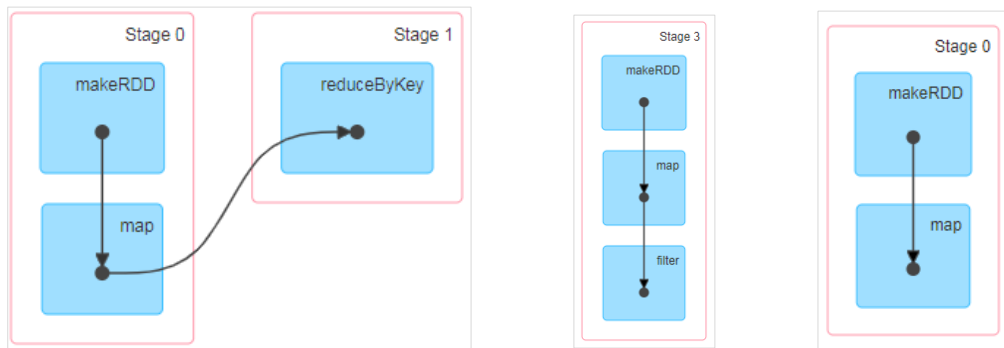 Stage 0
makeRDD
map
Stage 1
reduceByKey
Stage 3
makeRDD
map
filter
Stage 0
makeRDD
map